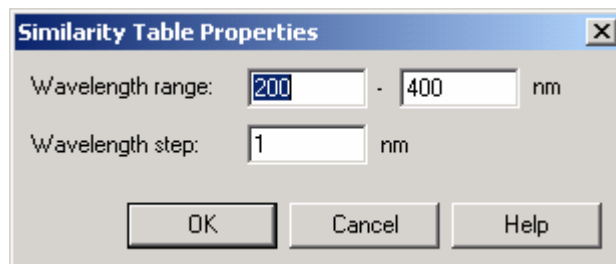 Similarity Table Properties
Wavelength range: 200 - 400 nm
Wavelength step: 1 nm
OK Cancel Help